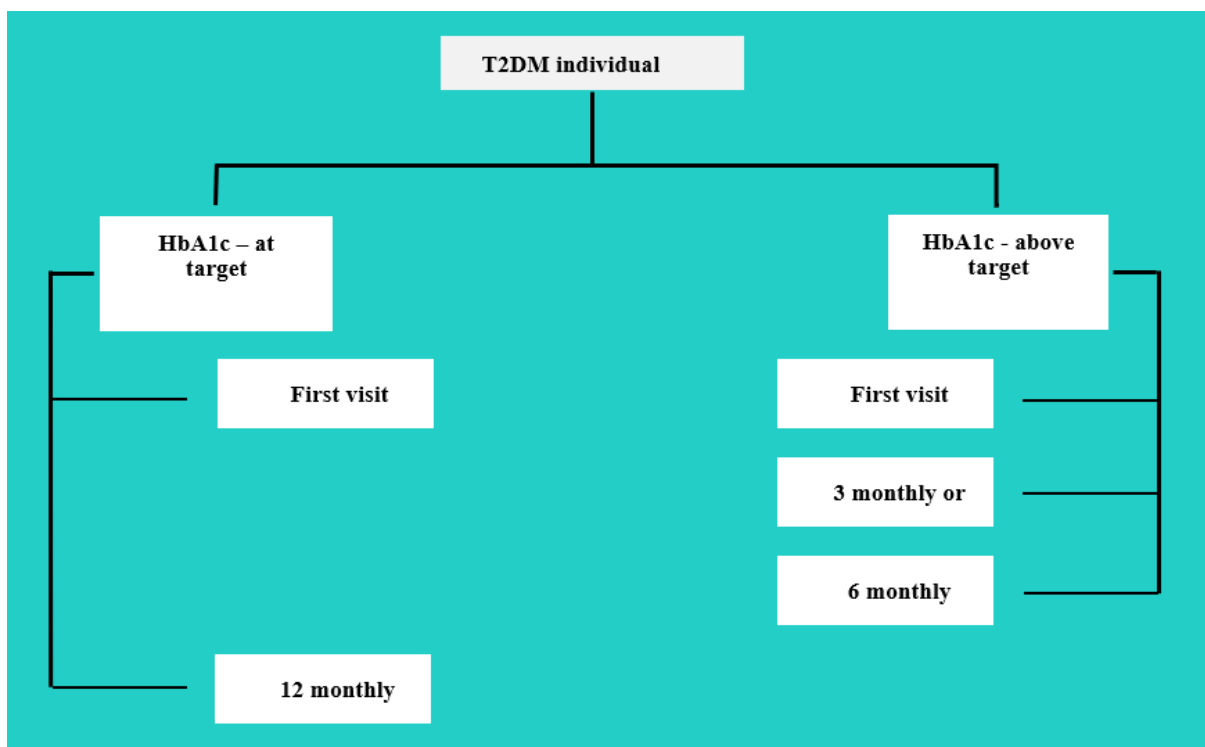 T2DM individual
HbA1c – at
target
HbA1c - above
target
First visit
First visit
3 monthly or
6 monthly
12 monthly